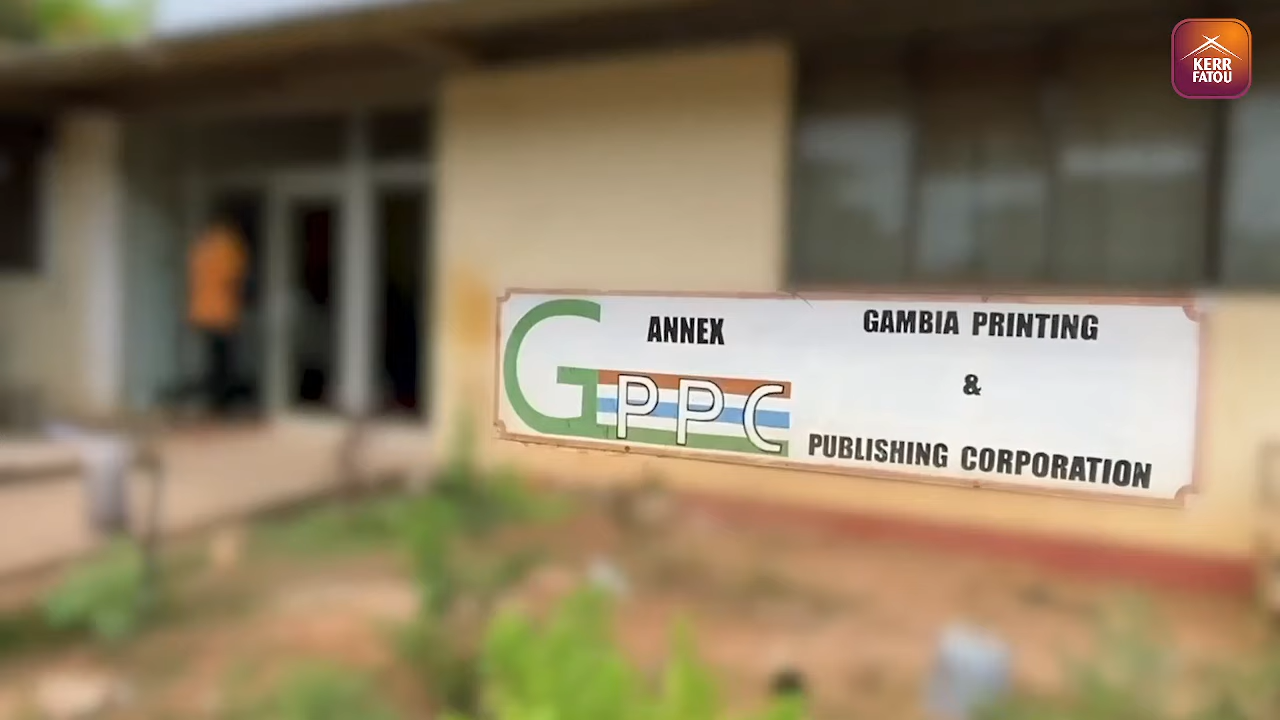 KERR
FATOU
ANNEX
GPPC
GAMBIA PRINTING
&
PUBLISHING CORPORATION